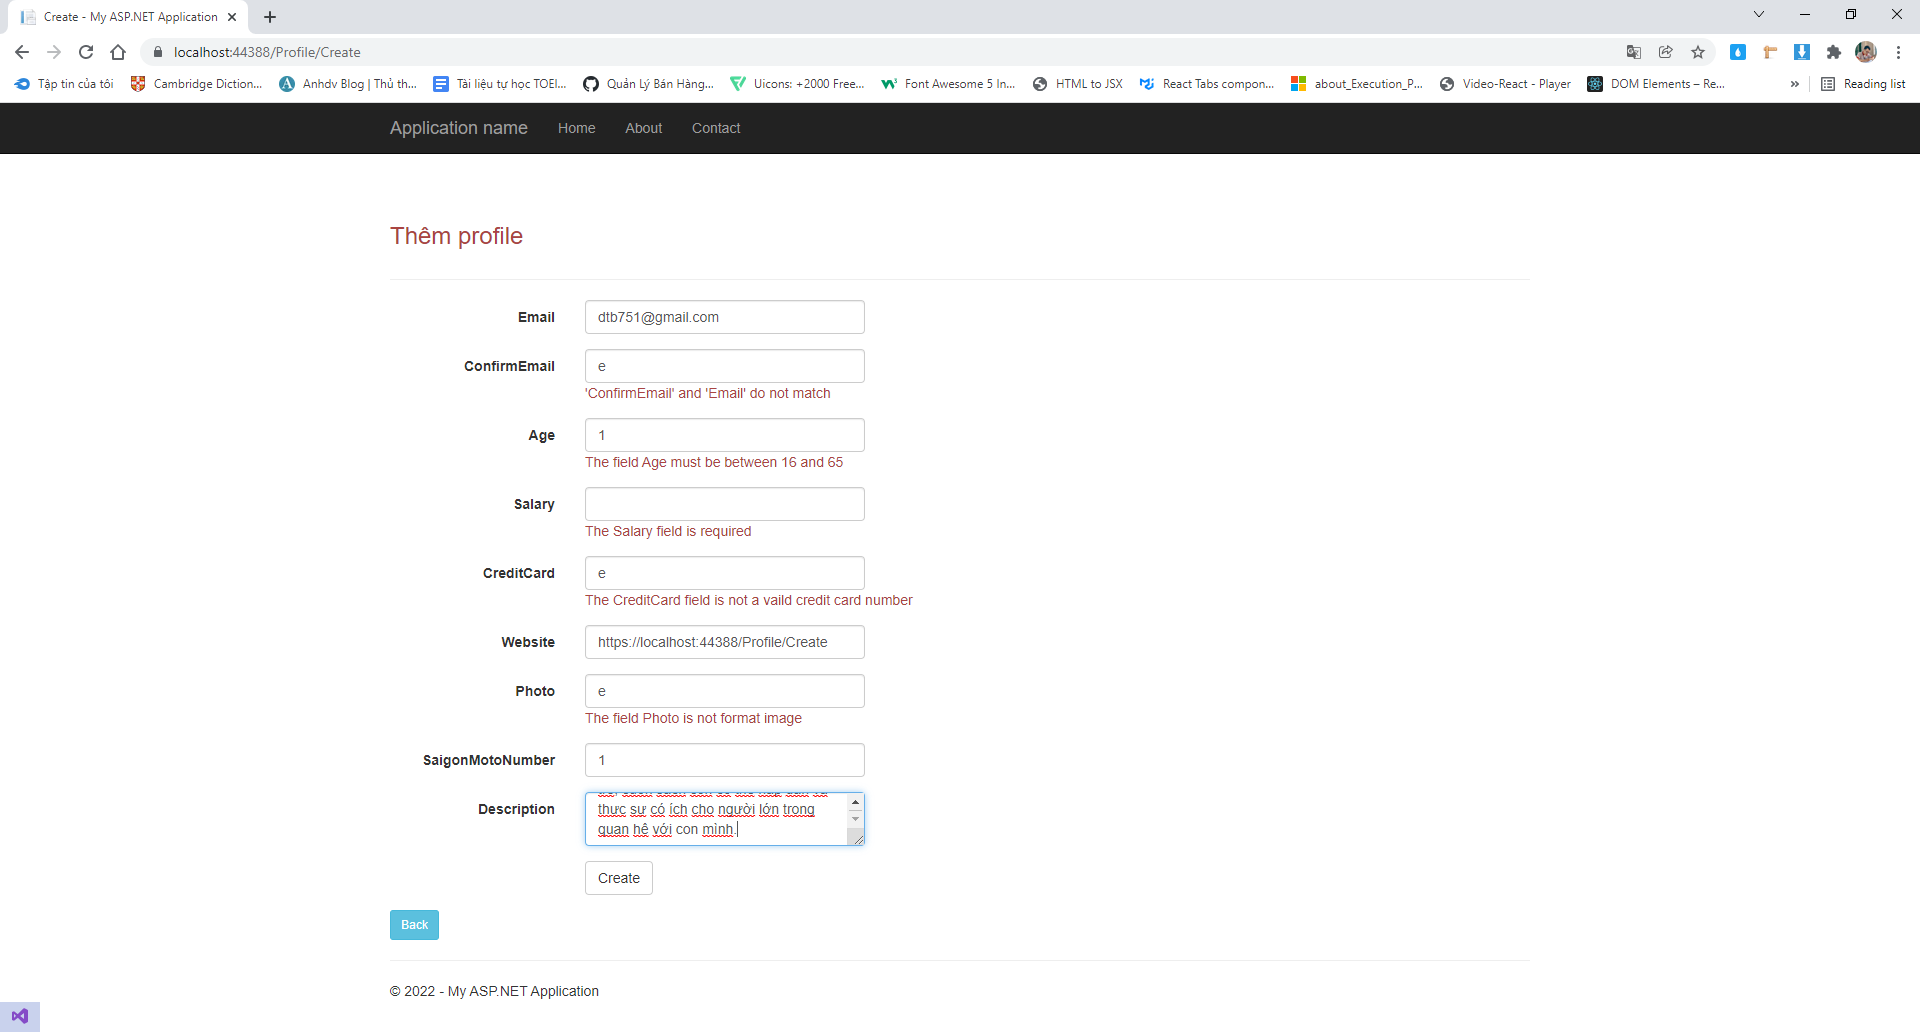 Create - My ASP.NET Application
localhost:44388/Profile/Create
Tập tin của tôi
Cambridge Diction...
Anhdv Blog | Thủ th...
Tài liệu tự học TOEI...
Quản Lý Bán Hàng...
Uicons: +2000 Free...
Font Awesome 5 In...
HTML to JSX
React Tabs compon...
about_Execution_P...
Video-React - Player
DOM Elements – Re...
»
Reading list
Application name
Home
About
Contact
Thêm profile
Email
dtb751@gmail.com
ConfirmEmail
e
'ConfirmEmail' and 'Email' do not match
Age
1
The field Age must be between 16 and 65
Salary
The Salary field is required
CreditCard
e
The CreditCard field is not a vaild credit card number
Website
https://localhost:44388/Profile/Create
Photo
e
The field Photo is not format image
SaigonMotoNumber
1
Description
thực sự có ích cho người lớn trong
quan hệ với con mình.
Create
Back
© 2022 - My ASP.NET Application